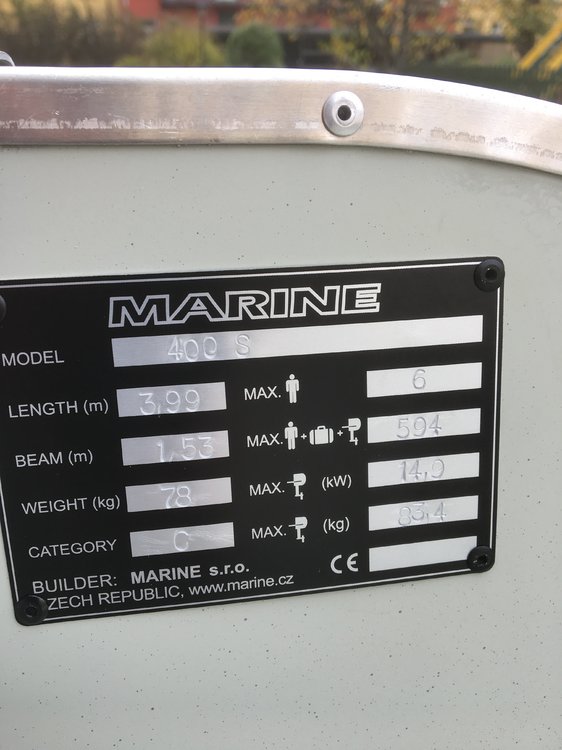 MARINE
MODEL 400 S
LENGTH (m) 3,99 MAX. 6
BEAM (m) 1,53 MAX. + + 594
WEIGHT (kg) 78 MAX. (kW) 14,9
CATEGORY C MAX. (kg) 83,4
BUILDER: MARINE s.r.o. CE
ZECH REPUBLIC, www.marine.cz